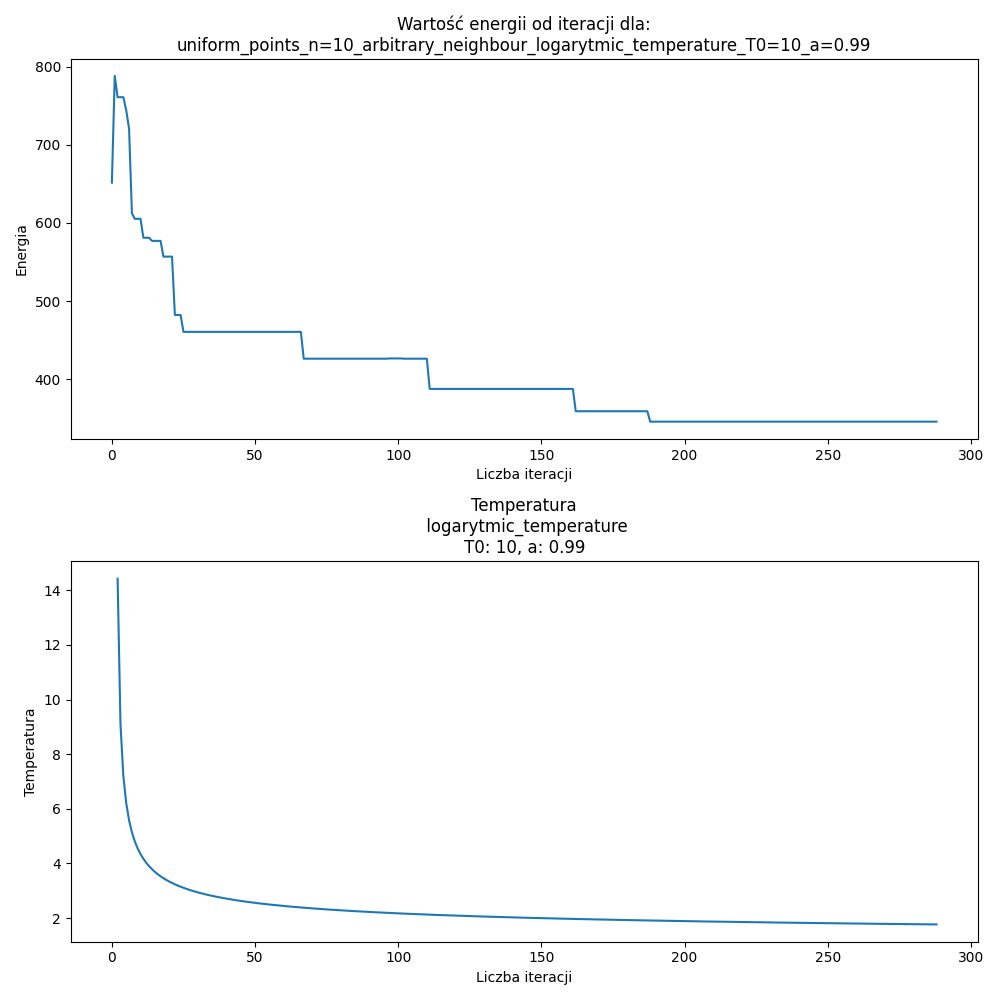 Wartość energii od iteracji dla:
uniform_points_n=10_arbitrary_neighbour_logarytmic_temperature_T0=10_a=0.99
800
700
600
500
400
Energia
0 50 100 150 200 250 300
Liczba iteracji
Temperatura
logarytmic_temperature
T0: 10, a: 0.99
14
12
10
8
6
4
2
Temperatura
0 50 100 150 200 250 300
Liczba iteracji